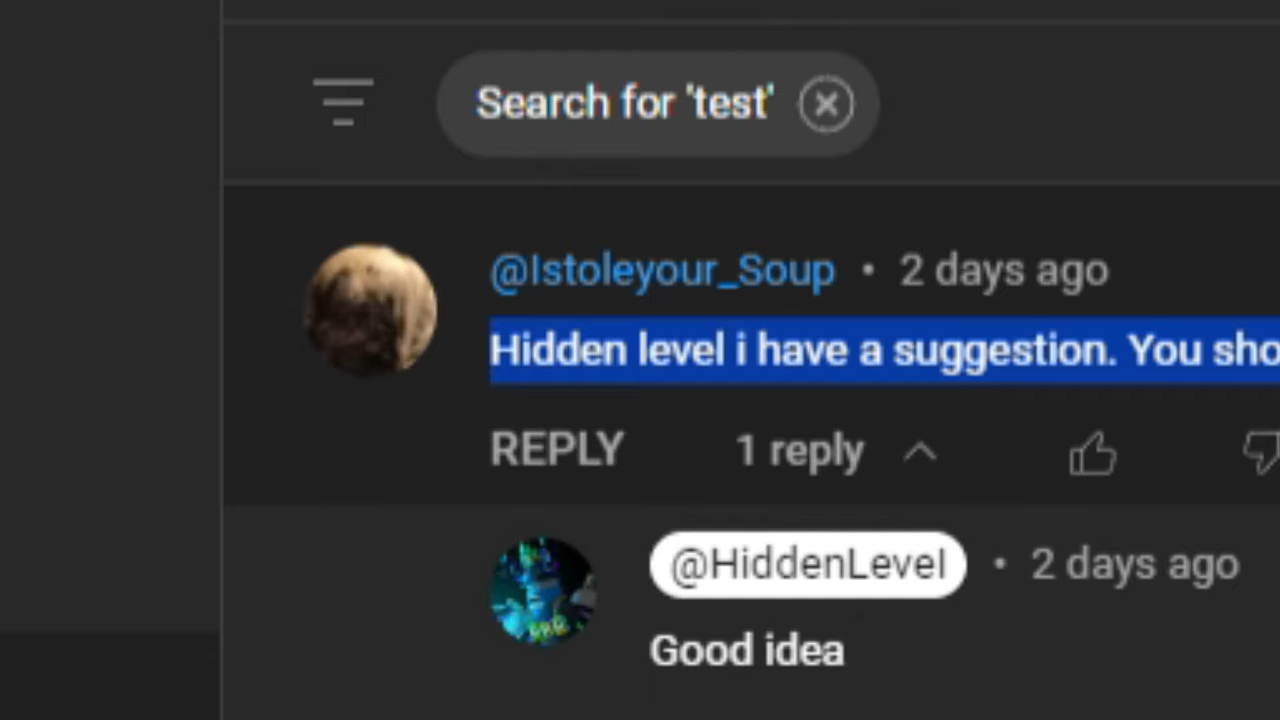 Search for 'test'
@Istoleyour_Soup • 2 days ago
Hidden level i have a suggestion. You sho
REPLY 1 reply
@HiddenLevel • 2 days ago
Good idea